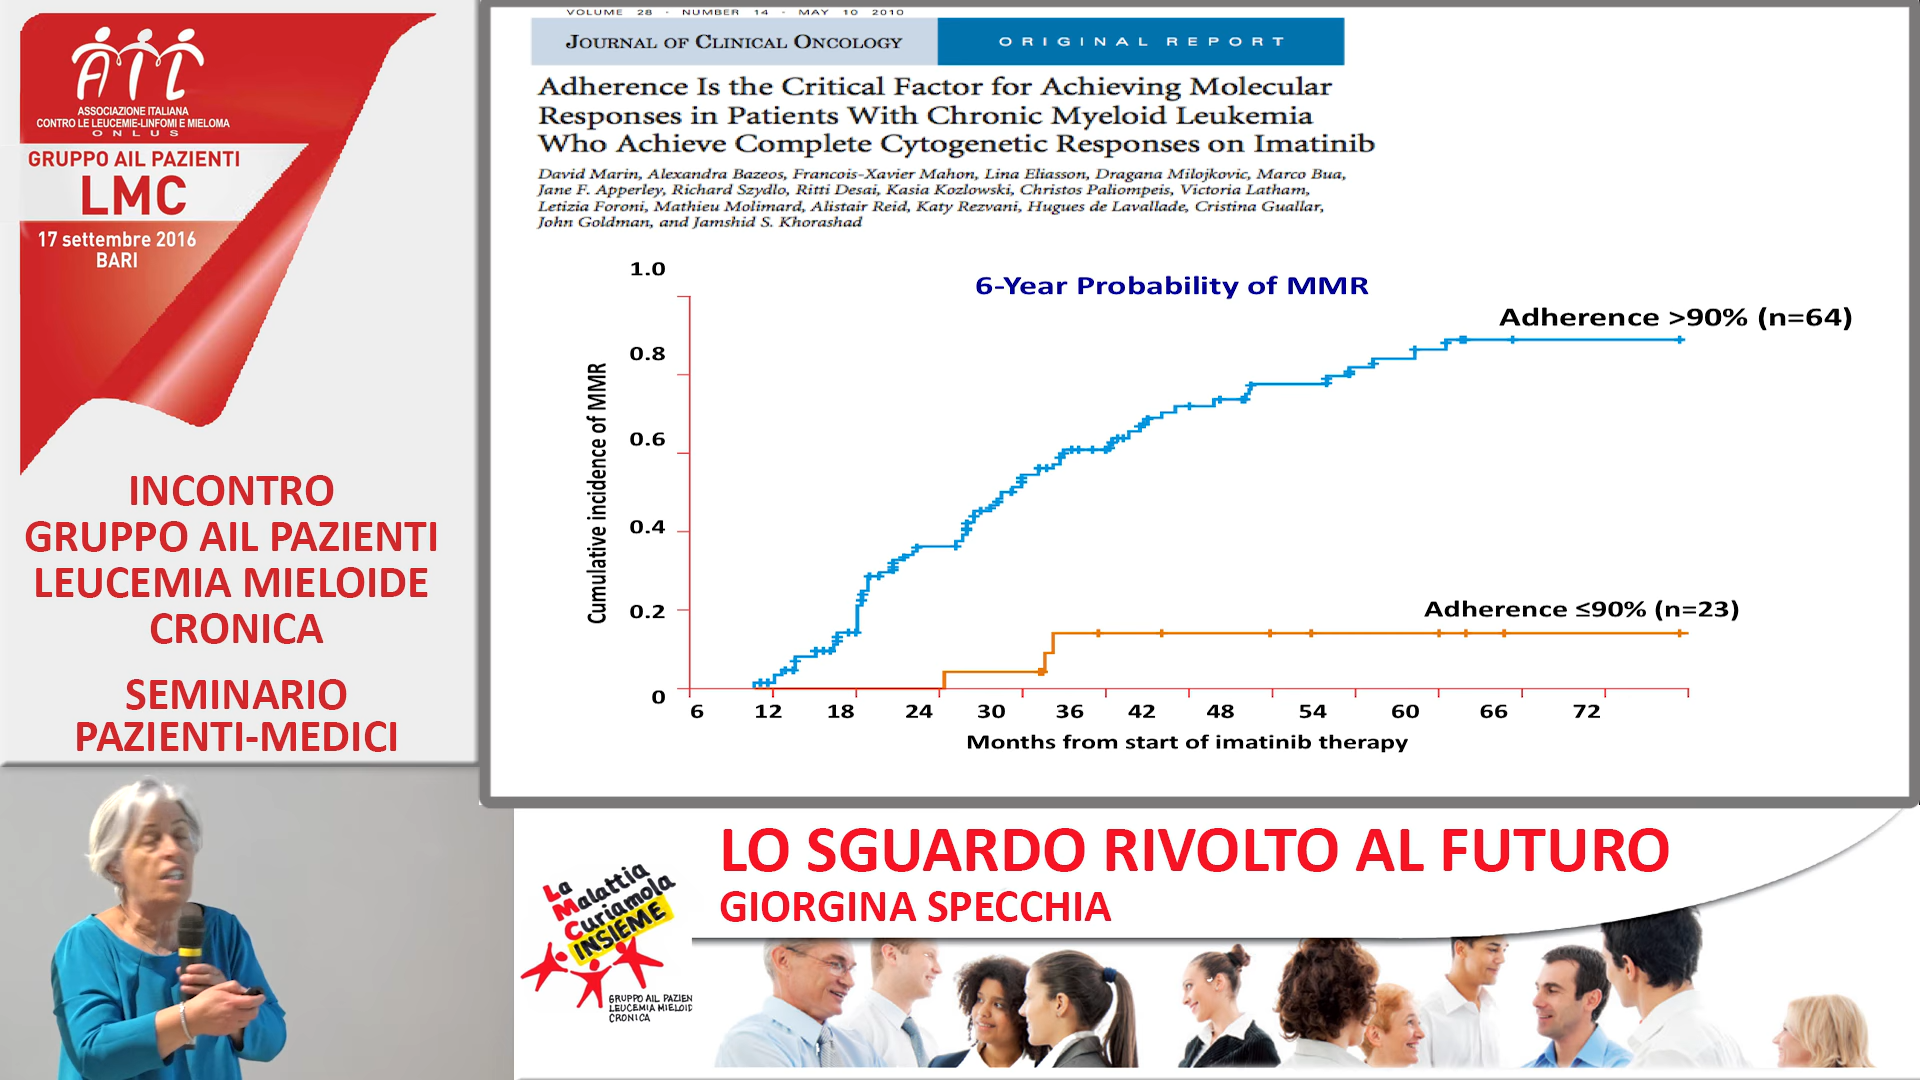 AIL
ASSOCIAZIONE ITALIANA
CONTRO LE LEUCEMIE-LINFOMI E MIELOMA
ONLUS
GRUPPO AIL PAZIENTI
LMC
17 settembre 2016
BARI
INCONTRO
GRUPPO AIL PAZIENTI
LEUCEMIA MIELOIDE
CRONICA
SEMINARIO
PAZIENTI-MEDICI
VOLUME 28 · NUMBER 14 · MAY 10 2010
JOURNAL OF CLINICAL ONCOLOGY
ORIGINAL REPORT
Adherence Is the Critical Factor for Achieving Molecular
Responses in Patients With Chronic Myeloid Leukemia
Who Achieve Complete Cytogenetic Responses on Imatinib
David Marin, Alexandra Bazeos, Francois-Xavier Mahon, Lina Eliasson, Dragana Milojkovic, Marco Bua,
Jane F. Apperley, Richard Szydlo, Ritti Desai, Kasia Kozlowski, Christos Paliompeis, Victoria Latham,
Letizia Foroni, Mathieu Molimard, Alistair Reid, Katy Rezvani, Hugues de Lavallade, Cristina Guallar,
John Goldman, and Jamshid S. Khorashad
6-Year Probability of MMR
Adherence >90% (n=64)
Adherence ≤90% (n=23)
Cumulative incidence of MMR
1.0
0.8
0.6
0.4
0.2
0
6 12 18 24 30 36 42 48 54 60 66 72
Months from start of imatinib therapy
LO SGUARDO RIVOLTO AL FUTURO
GIORGINA SPECCHIA
La
Malattia
Curiamola
INSIEME
GRUPPO AIL PAZIEN
LEUCEMIA MIELOID
CRONICA